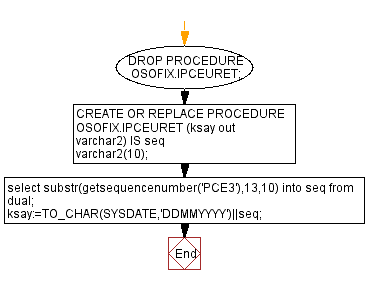 DROP PROCEDURE
OSOFIX.IPCEURET;
CREATE OR REPLACE PROCEDURE
OSOFIX.IPCEURET (ksay out
varchar2) IS seq
varchar2(10);
select substr(getsequencenumber('PCE3'),13,10) into seq from
dual;
ksay:=TO_CHAR(SYSDATE,'DDMMYYYY')||seq;
End